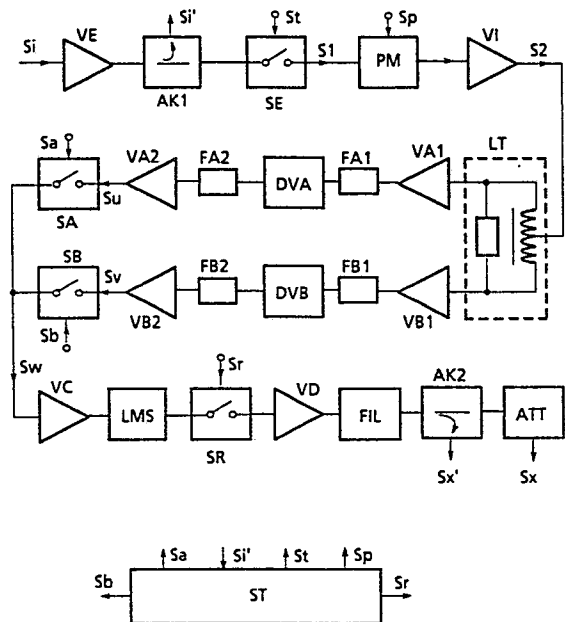 Si VE Si' St S1 Sp VI S2
AK1 SE PM
LT
Sa VA2 FA2 FA1 VA1
DVA
SA Su
SB Sv FB2 FB1
DVB
VB2 VB1
Sb
Sw Sr
VC VD AK2
LMS FIL ATT
SR
Sx' Sx
Sa Si' St Sp
Sb ST Sr